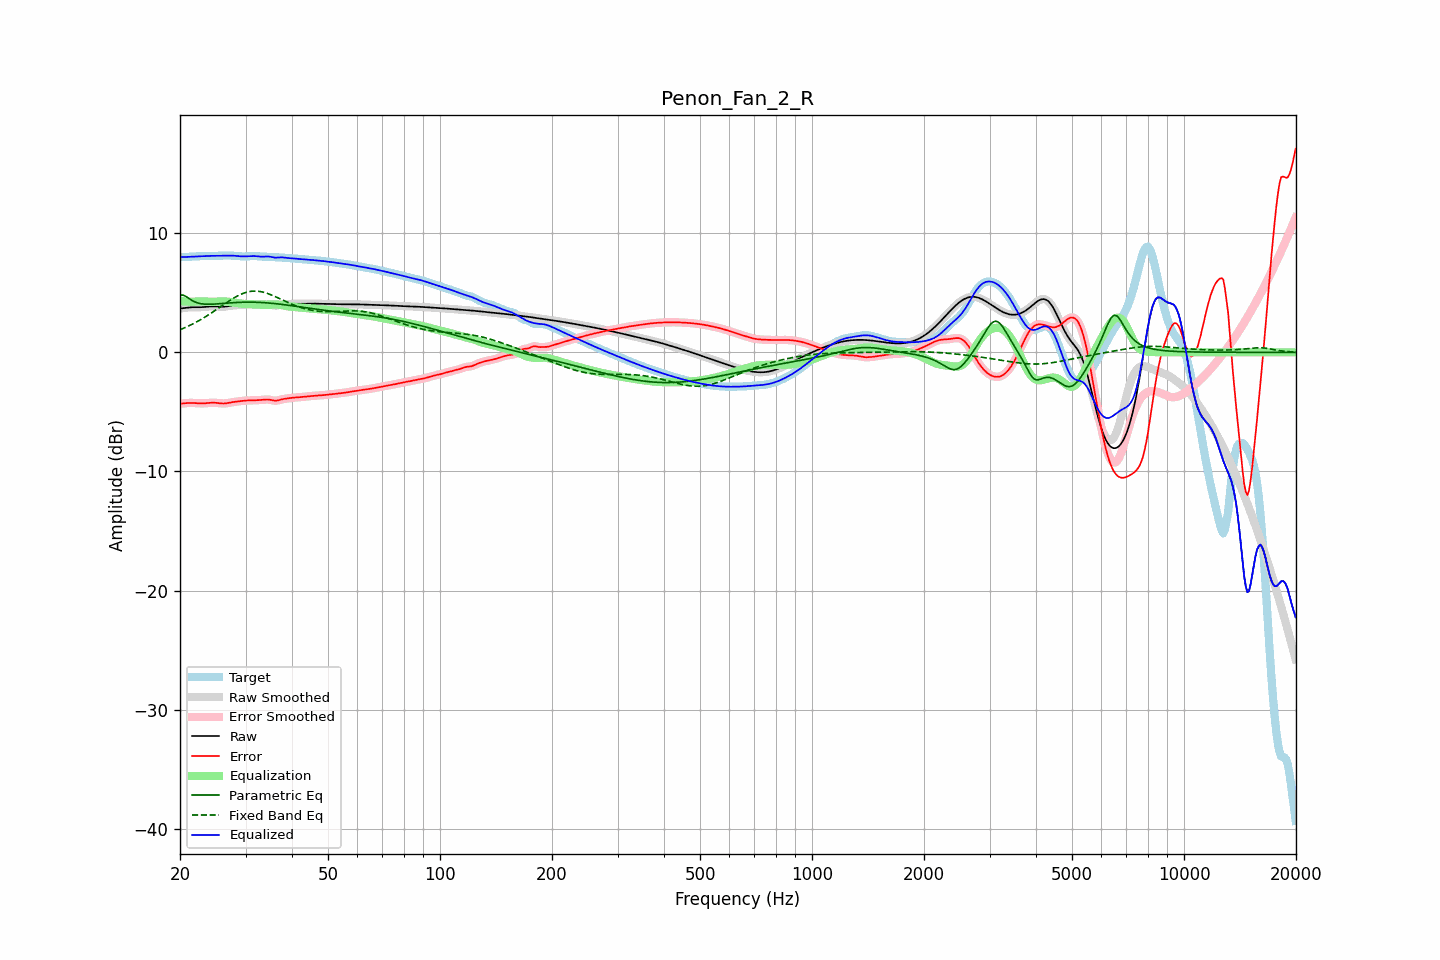 Penon_Fan_2_R
Amplitude (dBr)
10
0
−10
−20
−30
−40
Target
Raw Smoothed
Error Smoothed
Raw
Error
Equalization
Parametric Eq
Fixed Band Eq
Equalized
20 50 100 200 500 1000 2000 5000 10000 20000
Frequency (Hz)